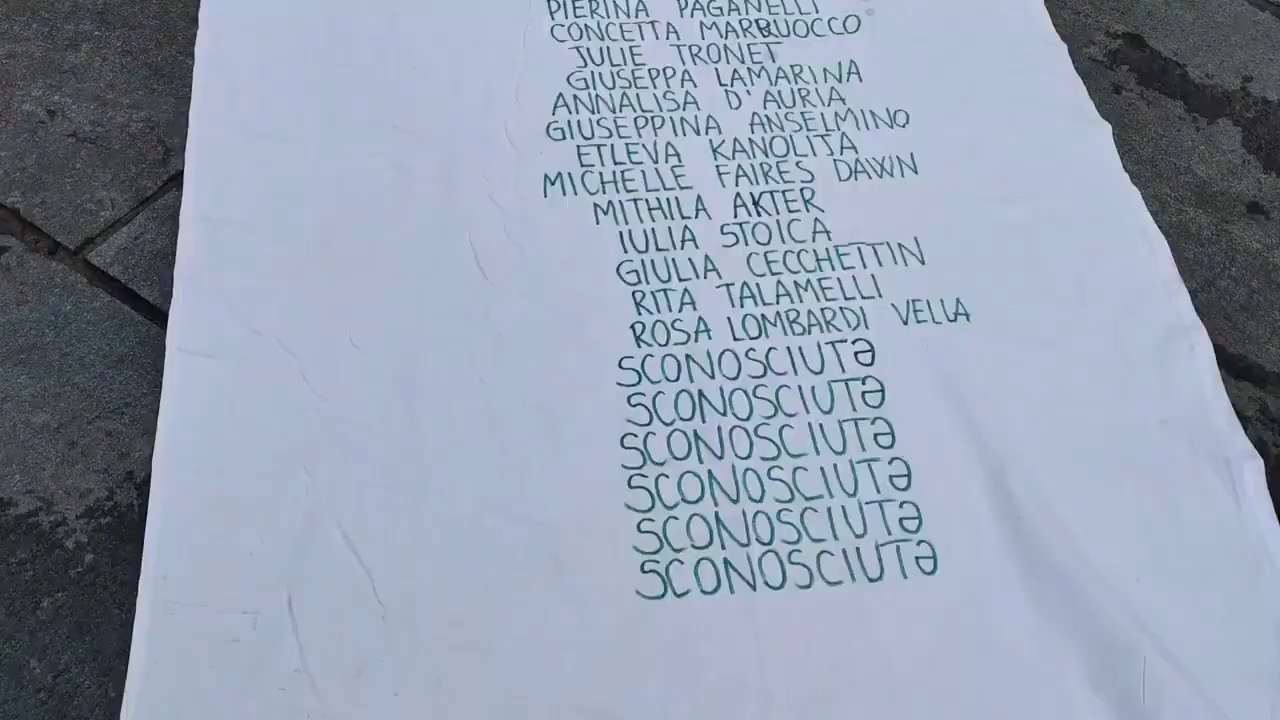 PIERINA PAGANELLI
CONCETTA MARRUOCCO
JULIE TRONET
GIUSEPPA LAMARINA
ANNALISA D'AURIA
GIUSEPPINA ANSELMINO
ETLEVA KANOLIJA
MICHELLE FAIRES DAWN
MITHILA AKTER
IULIA STOICA
GIULIA CECCHETTIN
RITA TALAMELLI
ROSA LOMBARDI VELLA
SCONOSCIUTƏ
SCONOSCIUTƏ
SCONOSCIUTƏ
SCONOSCIUTƏ
SCONOSCIUTƏ
SCONOSCIUTƏ